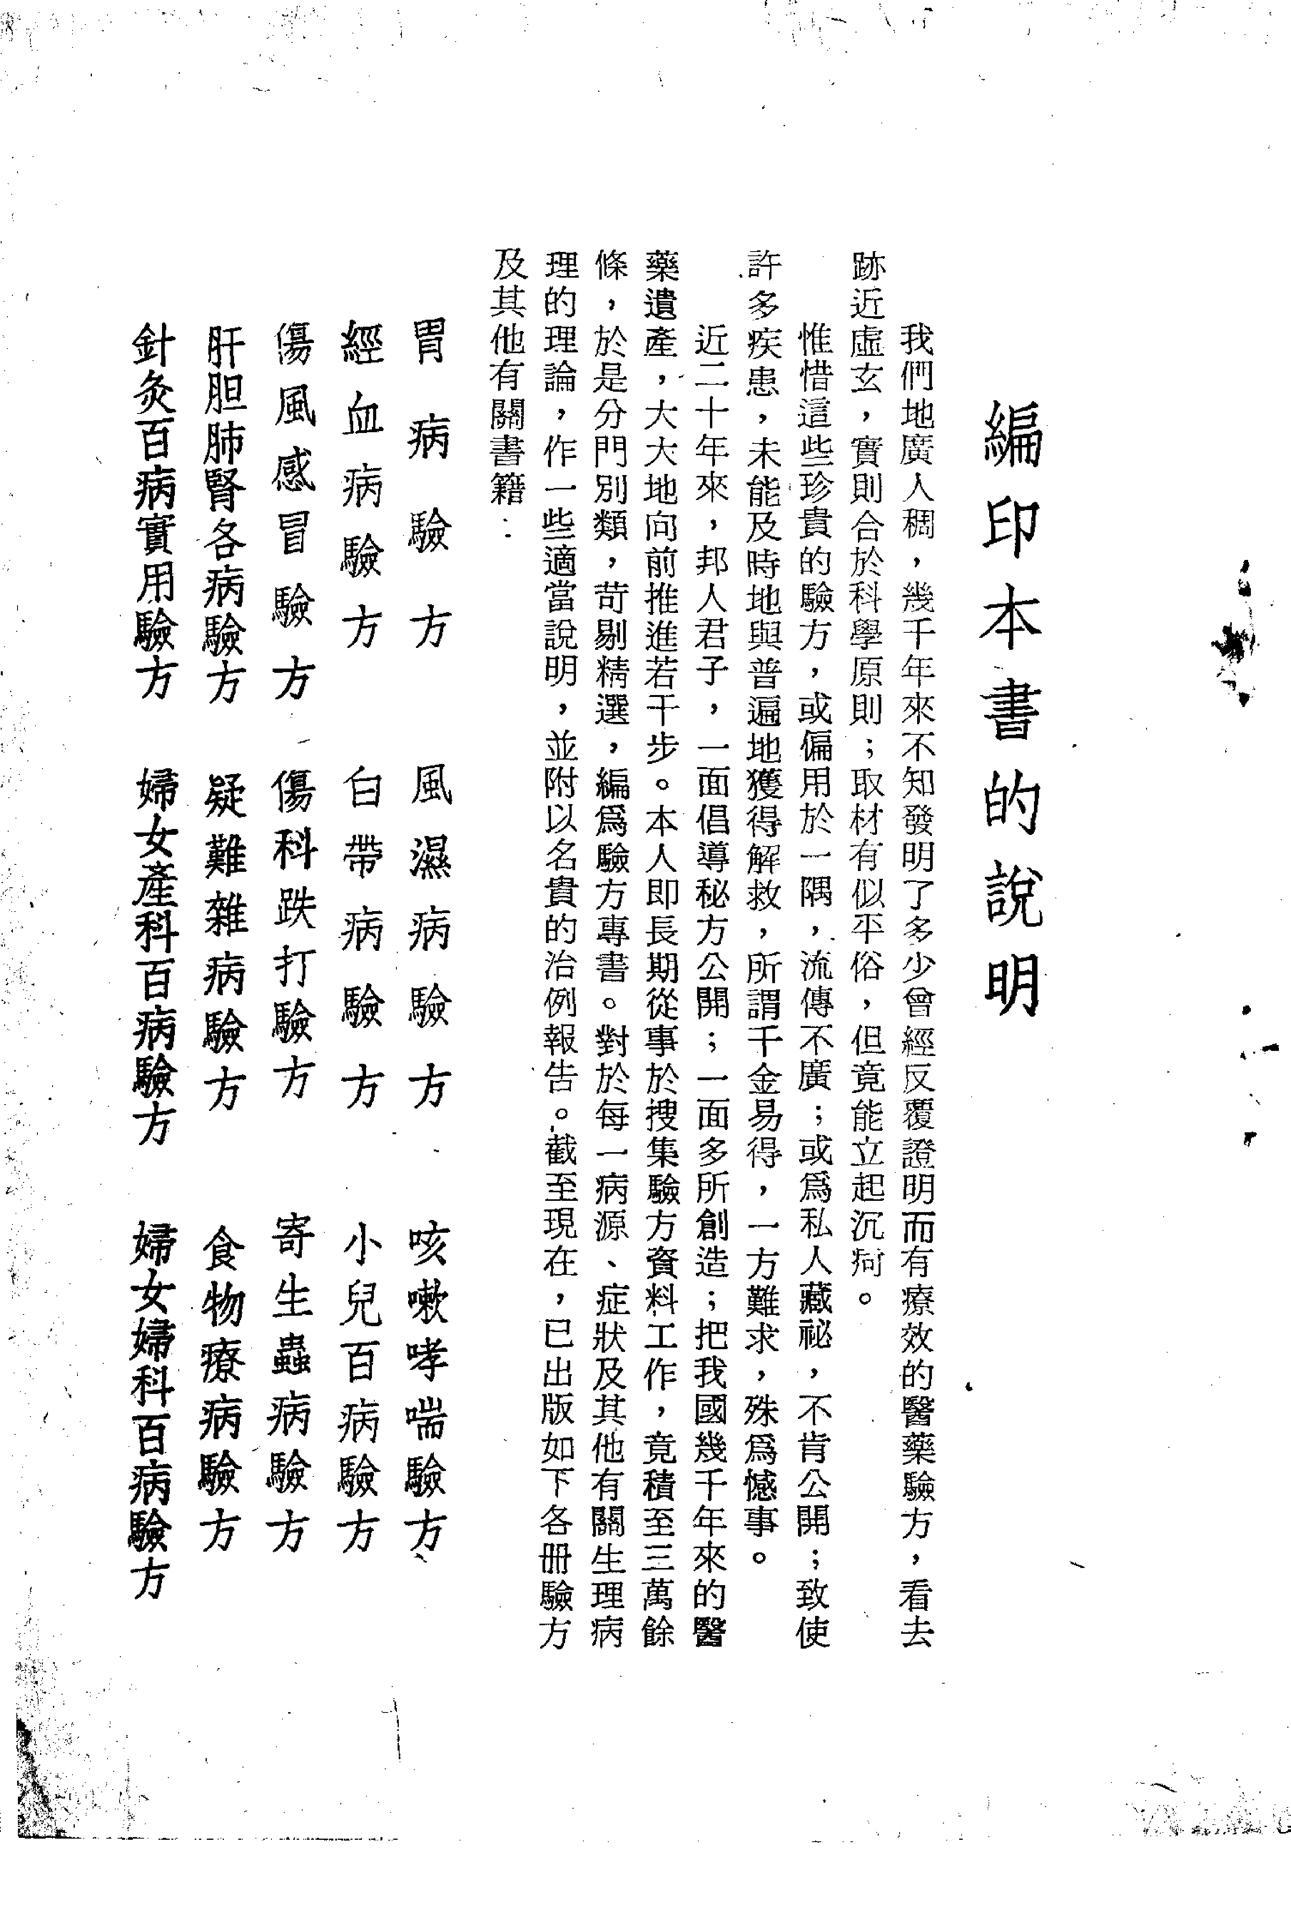 編印本書的說明
我們地廣人稠，幾千年來不知發明了多少曾經反覆證明而有療效的醫藥驗方，看去
跡近虛玄，實則合於科學原則；取材有似平俗，但竟能立起沉疴。
惟惜這些珍貴的驗方，或偏用於一隅，流傳不廣；或爲私人藏祕，不肯公開；致使
許多疾患，未能及時地與普遍地獲得解救，所謂千金易得，一方難求，殊爲憾事。
近二十年來，邦人君子，一面倡導秘方公開；一面多所創造；把我國幾千年來的醫
藥遺產，大大地向前推進若干步。本人即長期從事於搜集驗方資料工作，竟積至三萬餘
條，於是分門別類，苛剔精選，編爲驗方專書。對於每一病源、症狀及其他有關生理病
理的理論，作一些適當說明，並附以名貴的治例報告。截至現在，已出版如下各冊驗方
及其他有關書籍：
胃病驗方　風濕病驗方　咳嗽哮喘驗方
經血病驗方　白帶病驗方　小兒百病驗方
傷風感冒驗方　傷科跌打驗方　寄生蟲病驗方
肝胆肺腎各病驗方　疑難雜病驗方　食物療病驗方
針灸百病實用驗方　婦女產科百病驗方　婦女婦科百病驗方